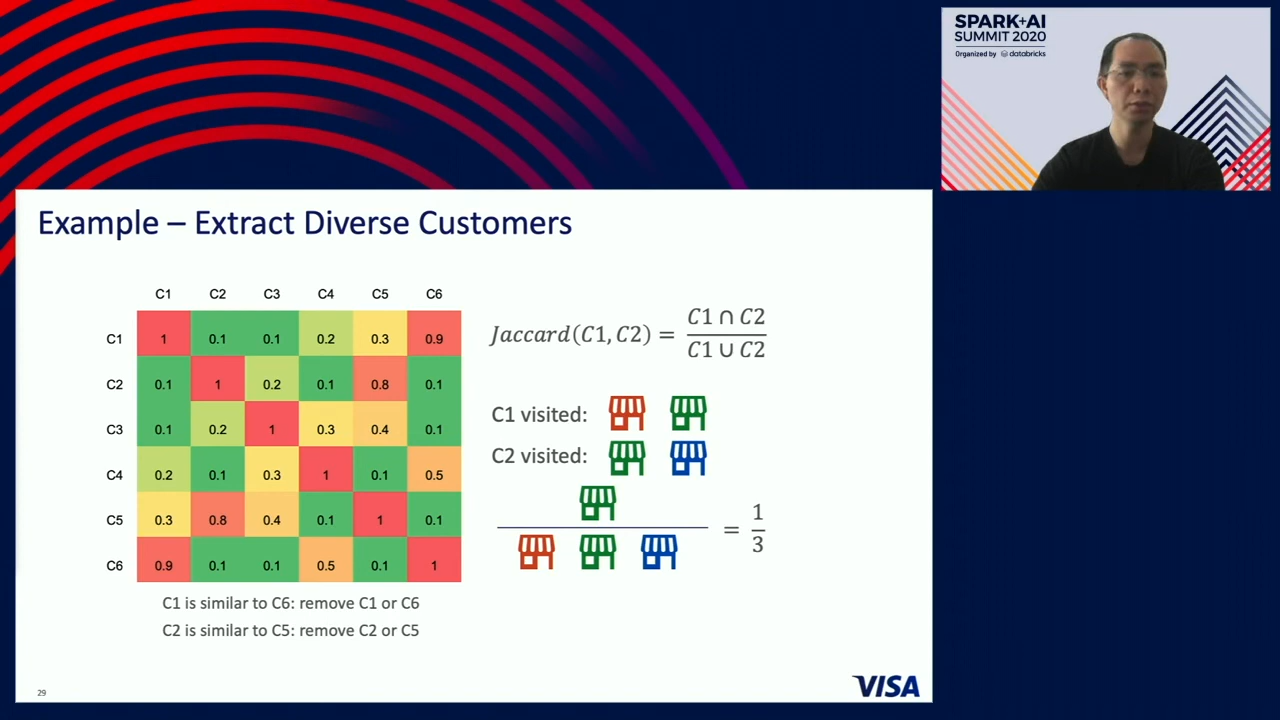 SPARK+AI
SUMMIT 2020
Organized by databricks
Example – Extract Diverse Customers
C1 C2 C3 C4 C5 C6
C1 1 0.1 0.1 0.2 0.3 0.9
C2 0.1 1 0.2 0.1 0.8 0.1
C3 0.1 0.2 1 0.3 0.4 0.1
C4 0.2 0.1 0.3 1 0.1 0.5
C5 0.3 0.8 0.4 0.1 1 0.1
C6 0.9 0.1 0.1 0.5 0.1 1
C1 is similar to C6: remove C1 or C6
C2 is similar to C5: remove C2 or C5
Jaccard(C1, C2) = C1 ∩ C2 / C1 ∪ C2
C1 visited:
C2 visited:
= 1/3
29
VISA